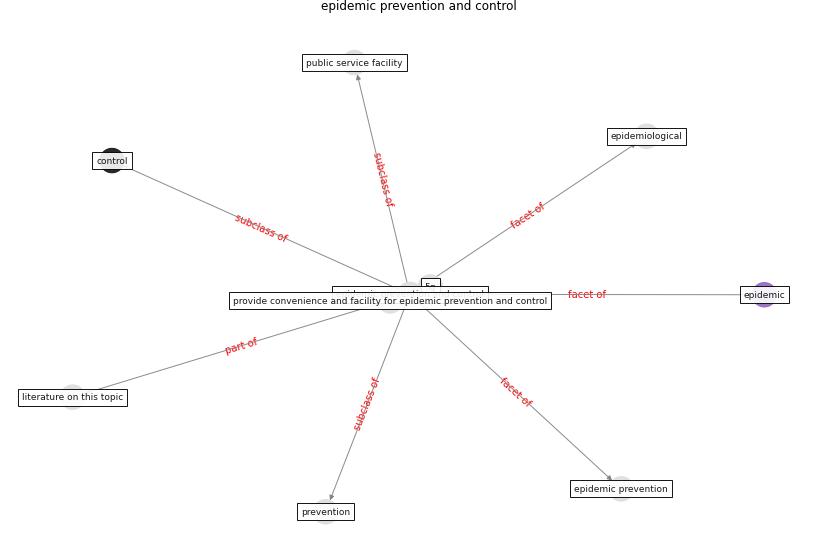 epidemic prevention and control
public service facility
epidemiological
control
subclass of
subclass of
facet of
provide convenience and facility for epidemic prevention and control
facet of
epidemic
part of
literature on this topic
subclass of
facet of
epidemic prevention
prevention